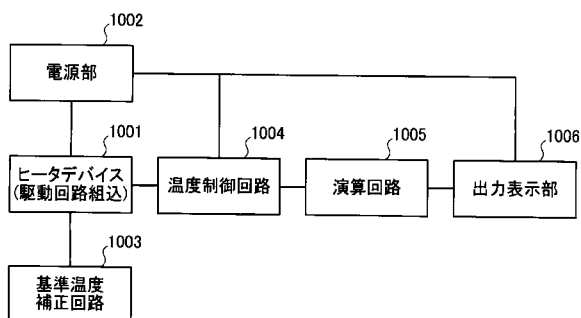 1002
電源部
1001
ヒータデバイス
(駆動回路組込)
1004
温度制御回路
1005
演算回路
1006
出力表示部
1003
基準温度
補正回路